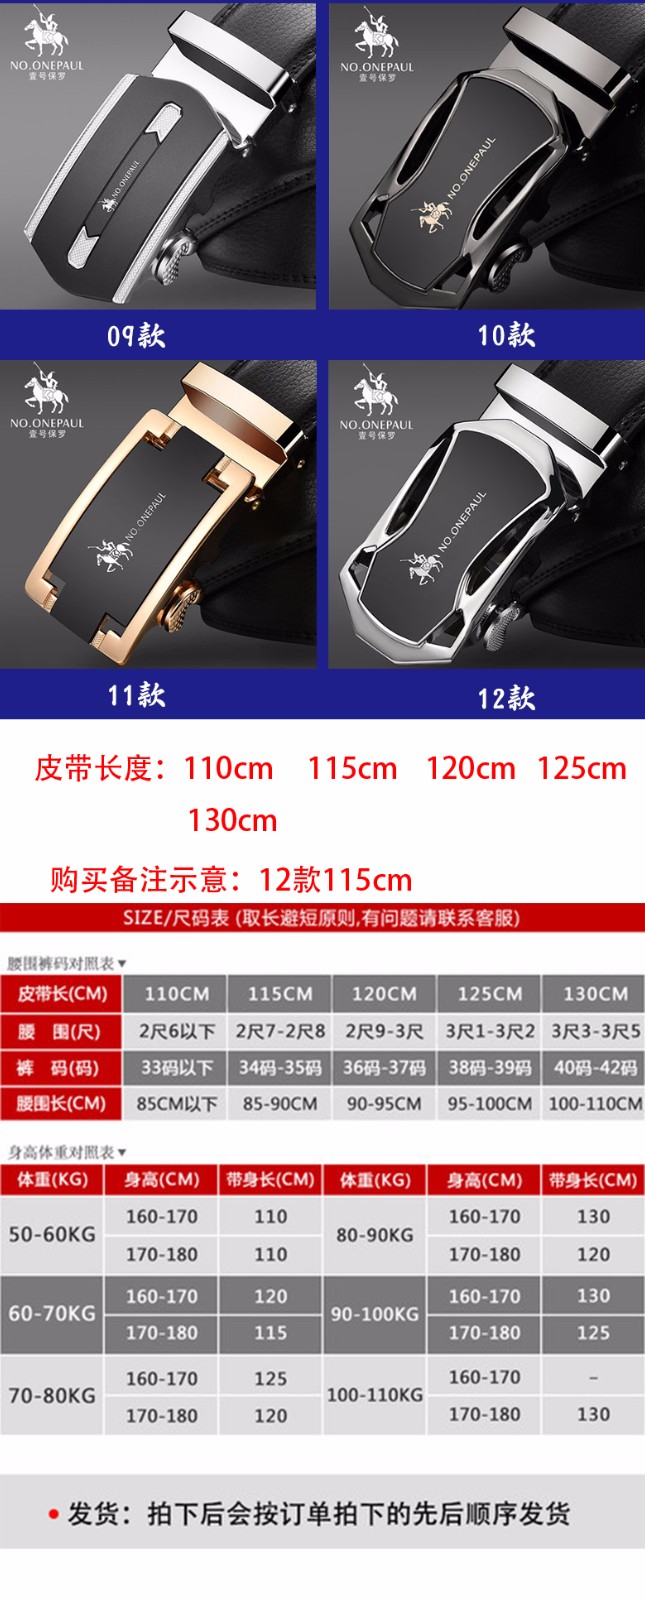 NO.ONEPAUL
壹号保罗
NO.ONEPAUL
NO.ONEPAUL
壹号保罗
NO.ONEPAUL
09款
10款
NO.ONEPAUL
壹号保罗
NO.ONEPAUL
NO.ONEPAUL
壹号保罗
NO.ONEPAUL
11款
12款
皮带长度：110cm 115cm 120cm 125cm
130cm
购买备注示意：12款115cm
SIZE/尺码表 (取长避短原则,有问题请联系客服)
腰围裤码对照表▼
皮带长(CM) 110CM 115CM 120CM 125CM 130CM
腰 围(尺) 2尺6以下 2尺7-2尺8 2尺9-3尺 3尺1-3尺2 3尺3-3尺5
裤 码(码) 33码以下 34码-35码 36码-37码 38码-39码 40码-42码
腰围长(CM) 85CM以下 85-90CM 90-95CM 95-100CM 100-110CM
身高体重对照表▼
体重(KG) 身高(CM) 带身长(CM) 体重(KG) 身高(CM) 带身长(CM)
50-60KG 160-170 110 80-90KG 160-170 130
170-180 110 170-180 120
60-70KG 160-170 120 90-100KG 160-170 130
170-180 115 170-180 125
70-80KG 160-170 125 100-110KG 160-170 -
170-180 120 170-180 130
• 发货：拍下后会按订单拍下的先后顺序发货